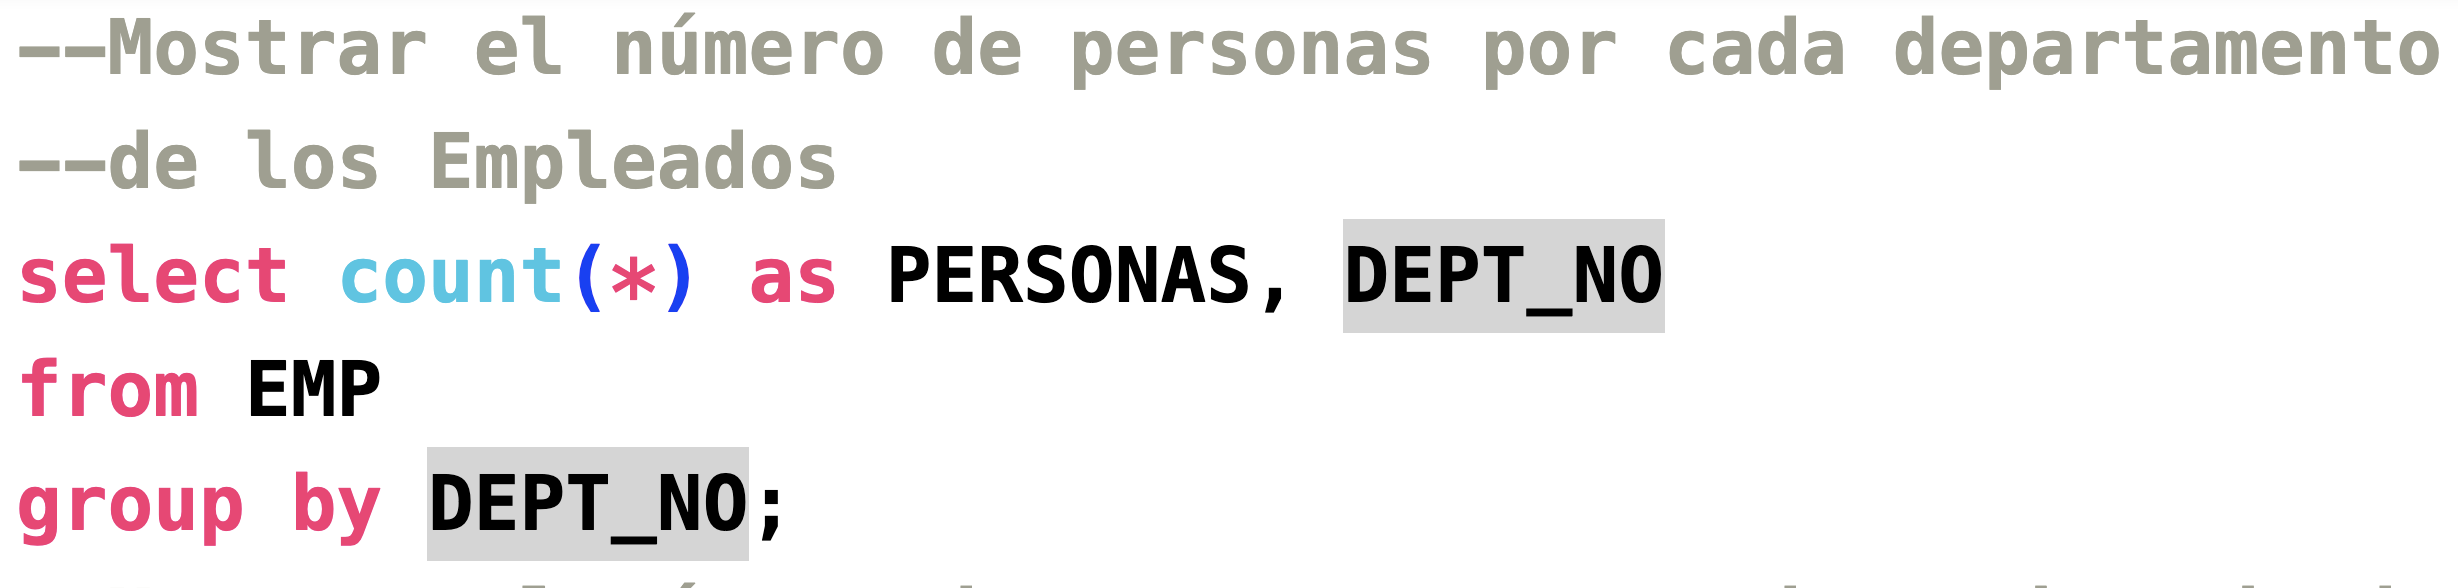 --Mostrar el número de personas por cada departamento
--de los Empleados
select count(*) as PERSONAS, DEPT_NO
from EMP
group by DEPT_NO;